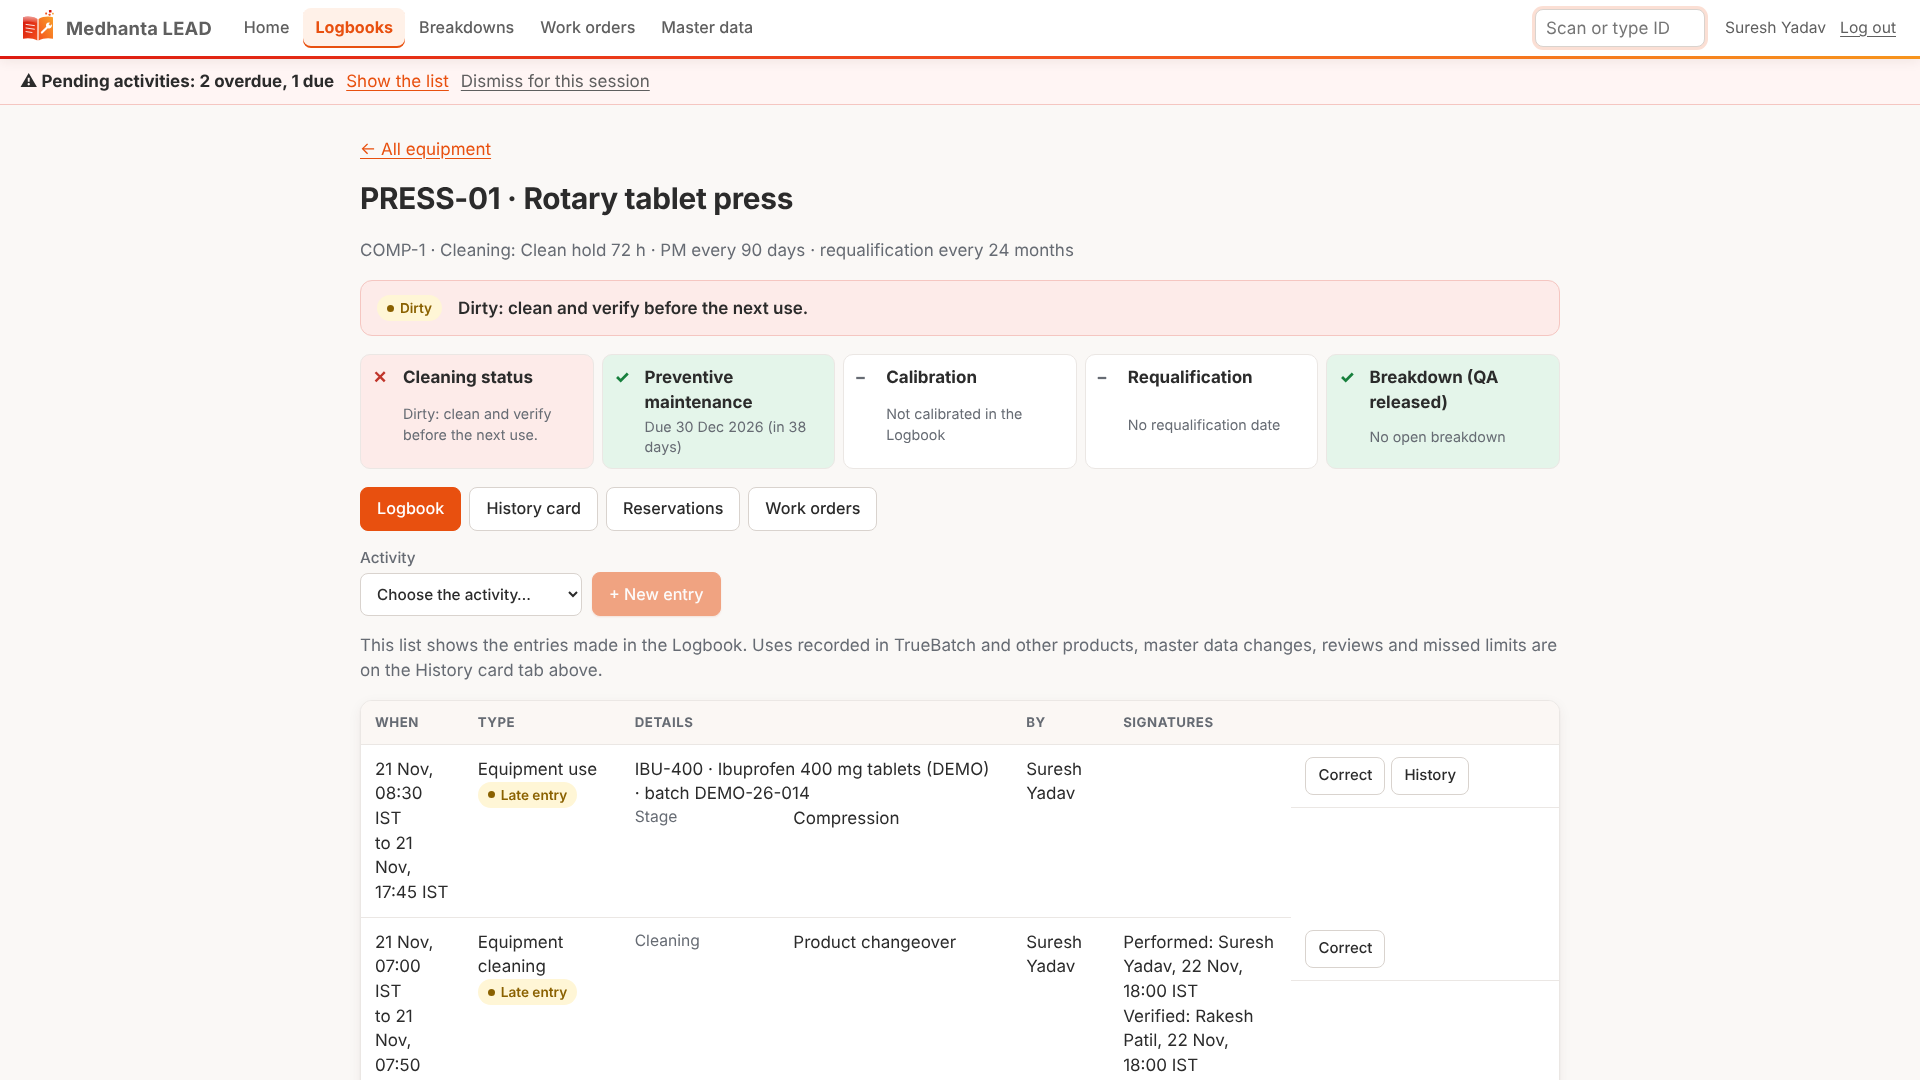 Medhanta LEAD
Home
Logbooks
Breakdowns
Work orders
Master data
Scan or type ID
Suresh Yadav
Log out
Pending activities: 2 overdue, 1 due
Show the list
Dismiss for this session
← All equipment
PRESS-01 · Rotary tablet press
COMP-1 · Cleaning: Clean hold 72 h · PM every 90 days · requalification every 24 months
Dirty
Dirty: clean and verify before the next use.
Cleaning status
Dirty: clean and verify
before the next use.
Preventive
maintenance
Due 30 Dec 2026 (in 38
days)
Calibration
Not calibrated in the
Logbook
Requalification
No requalification date
Breakdown (QA
released)
No open breakdown
Logbook
History card
Reservations
Work orders
Activity
Choose the activity...
+ New entry
This list shows the entries made in the Logbook. Uses recorded in TrueBatch and other products, master data changes, reviews and missed limits are
on the History card tab above.
WHEN
TYPE
DETAILS
BY
SIGNATURES
21 Nov,
08:30
IST
to 21
Nov,
17:45 IST
Equipment use
Late entry
IBU-400 · Ibuprofen 400 mg tablets (DEMO)
· batch DEMO-26-014
Stage
Compression
Suresh
Yadav
Correct
History
21 Nov,
07:00
IST
to 21
Nov,
07:50
Equipment
cleaning
Late entry
Cleaning
Product changeover
Suresh
Yadav
Performed: Suresh
Yadav, 22 Nov,
18:00 IST
Verified: Rakesh
Patil, 22 Nov,
18:00 IST
Correct